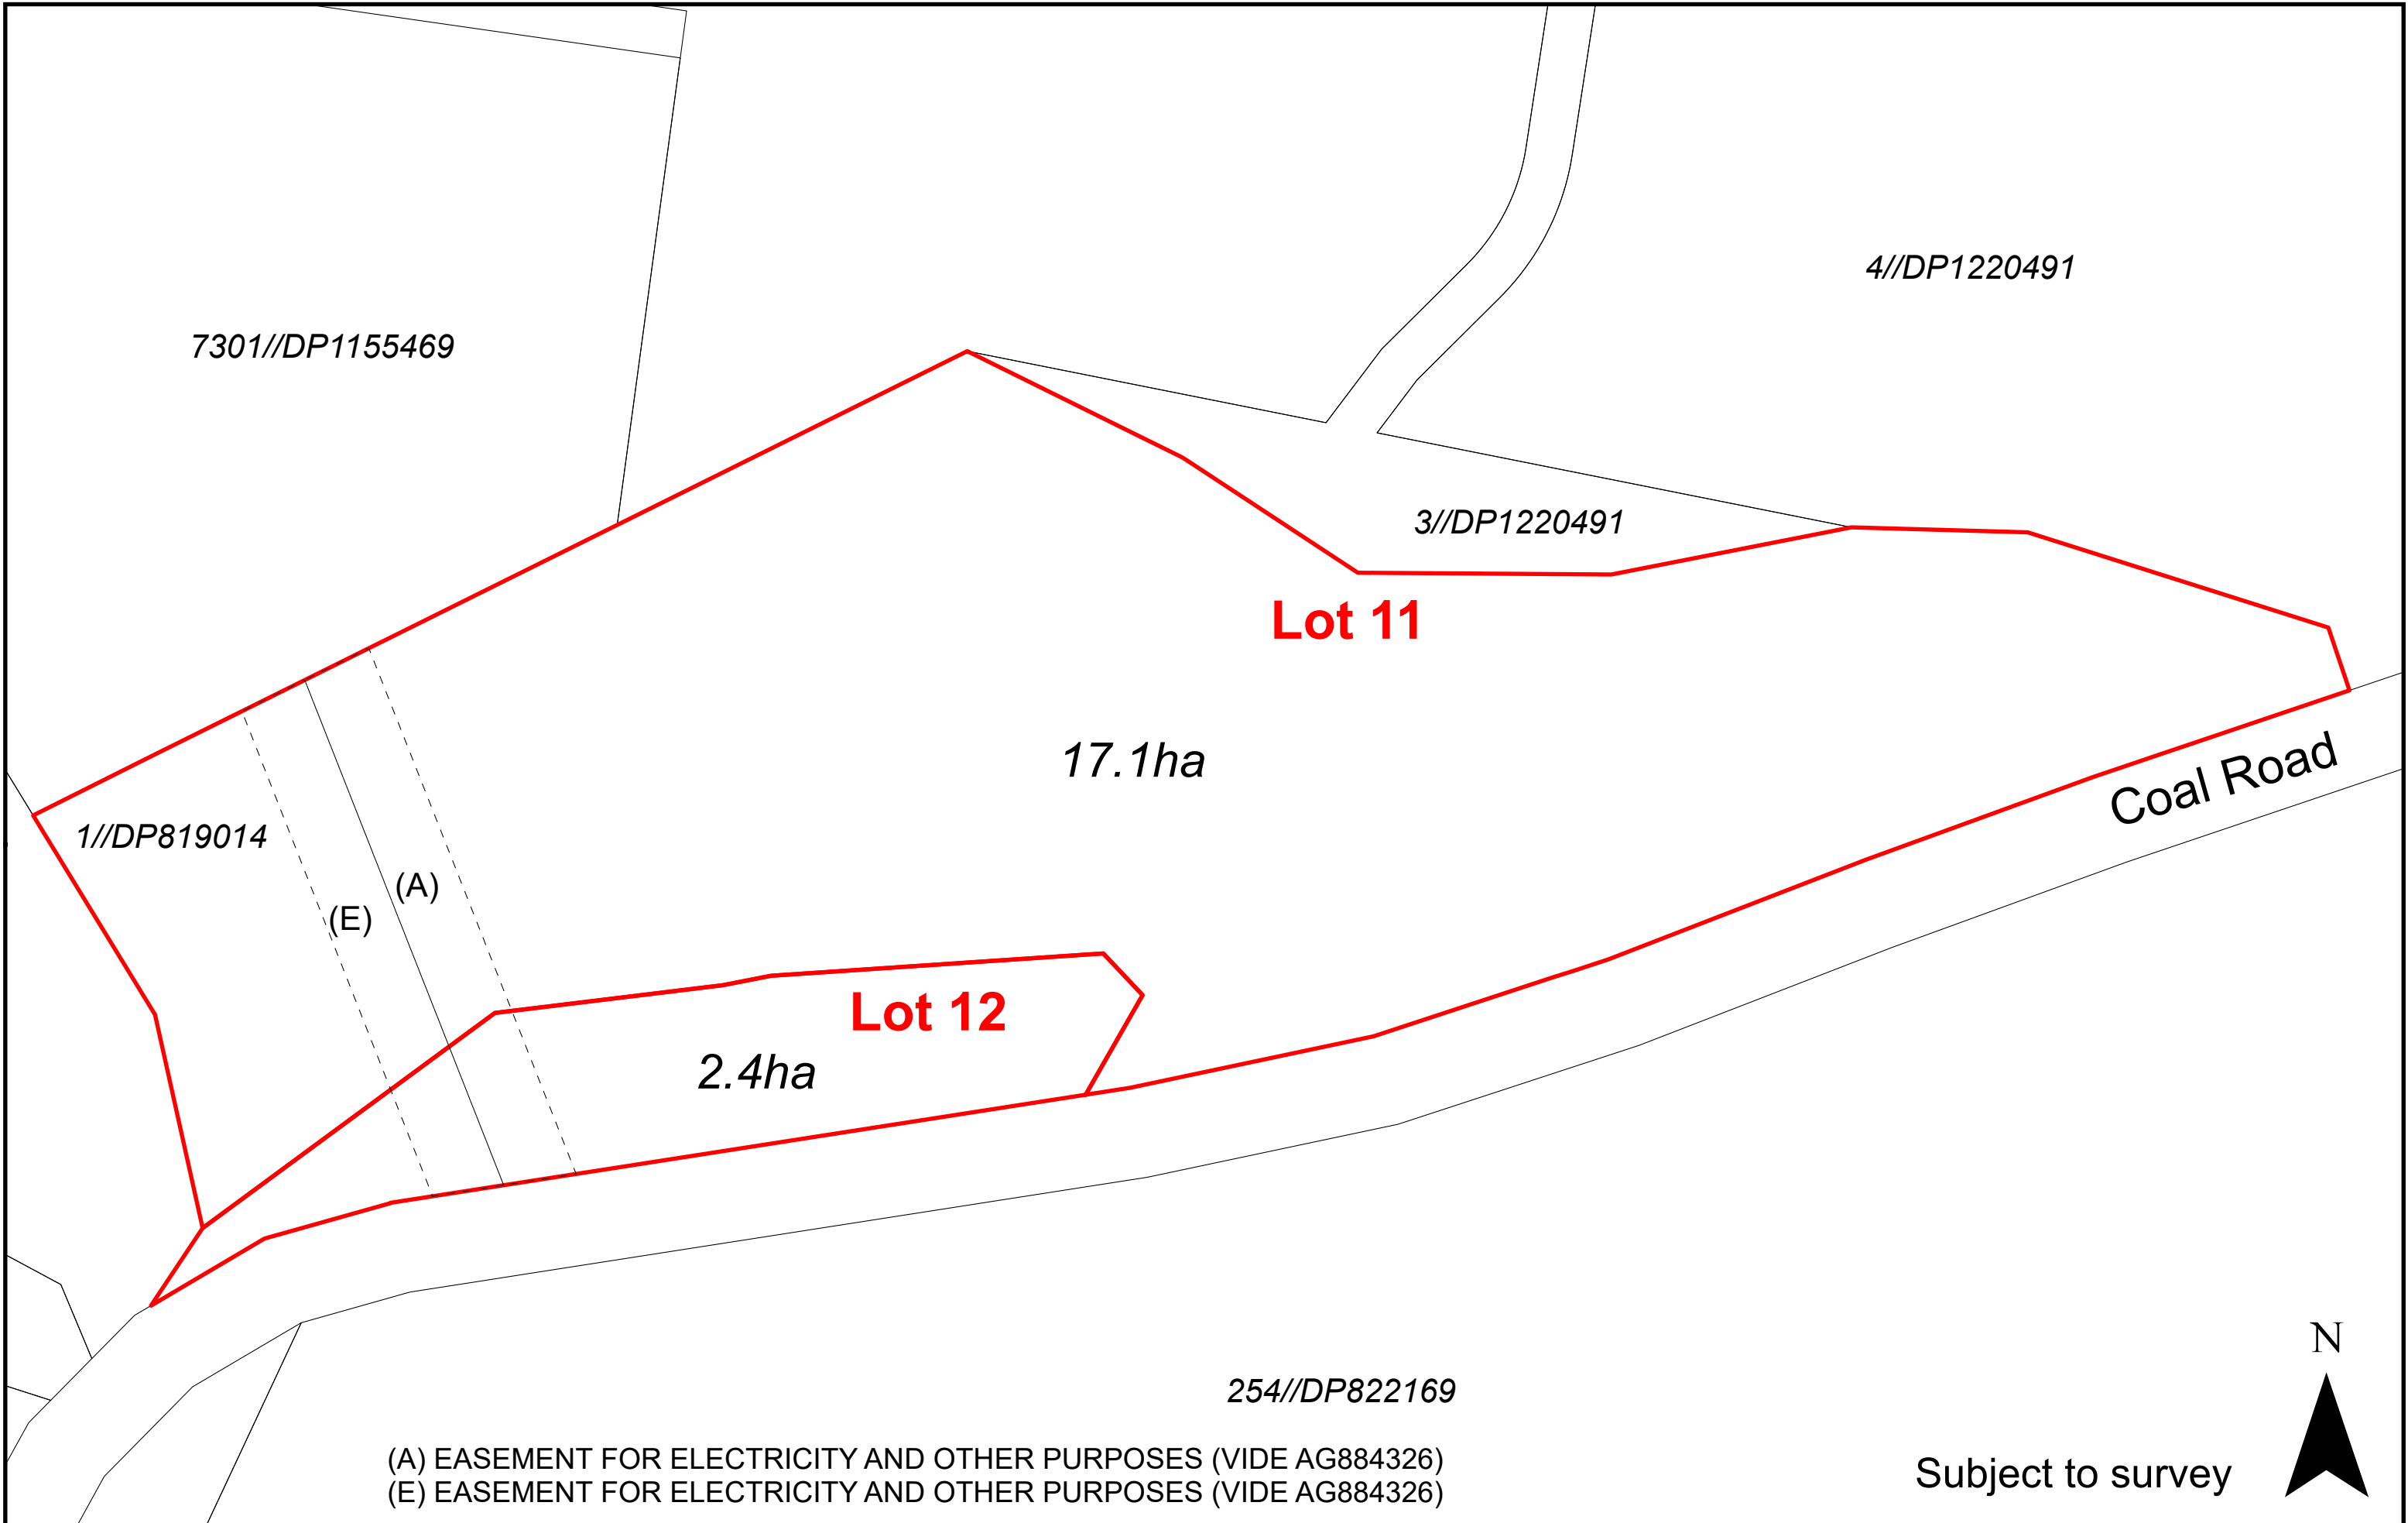 4//DP1220491
7301//DP1155469
3//DP1220491
Lot 11
17.1ha
Coal Road
1//DP819014
(A)
(E)
Lot 12
2.4ha
N
254//DP822169
(A) EASEMENT FOR ELECTRICITY AND OTHER PURPOSES (VIDE AG884326)
(E) EASEMENT FOR ELECTRICITY AND OTHER PURPOSES (VIDE AG884326)
Subject to survey